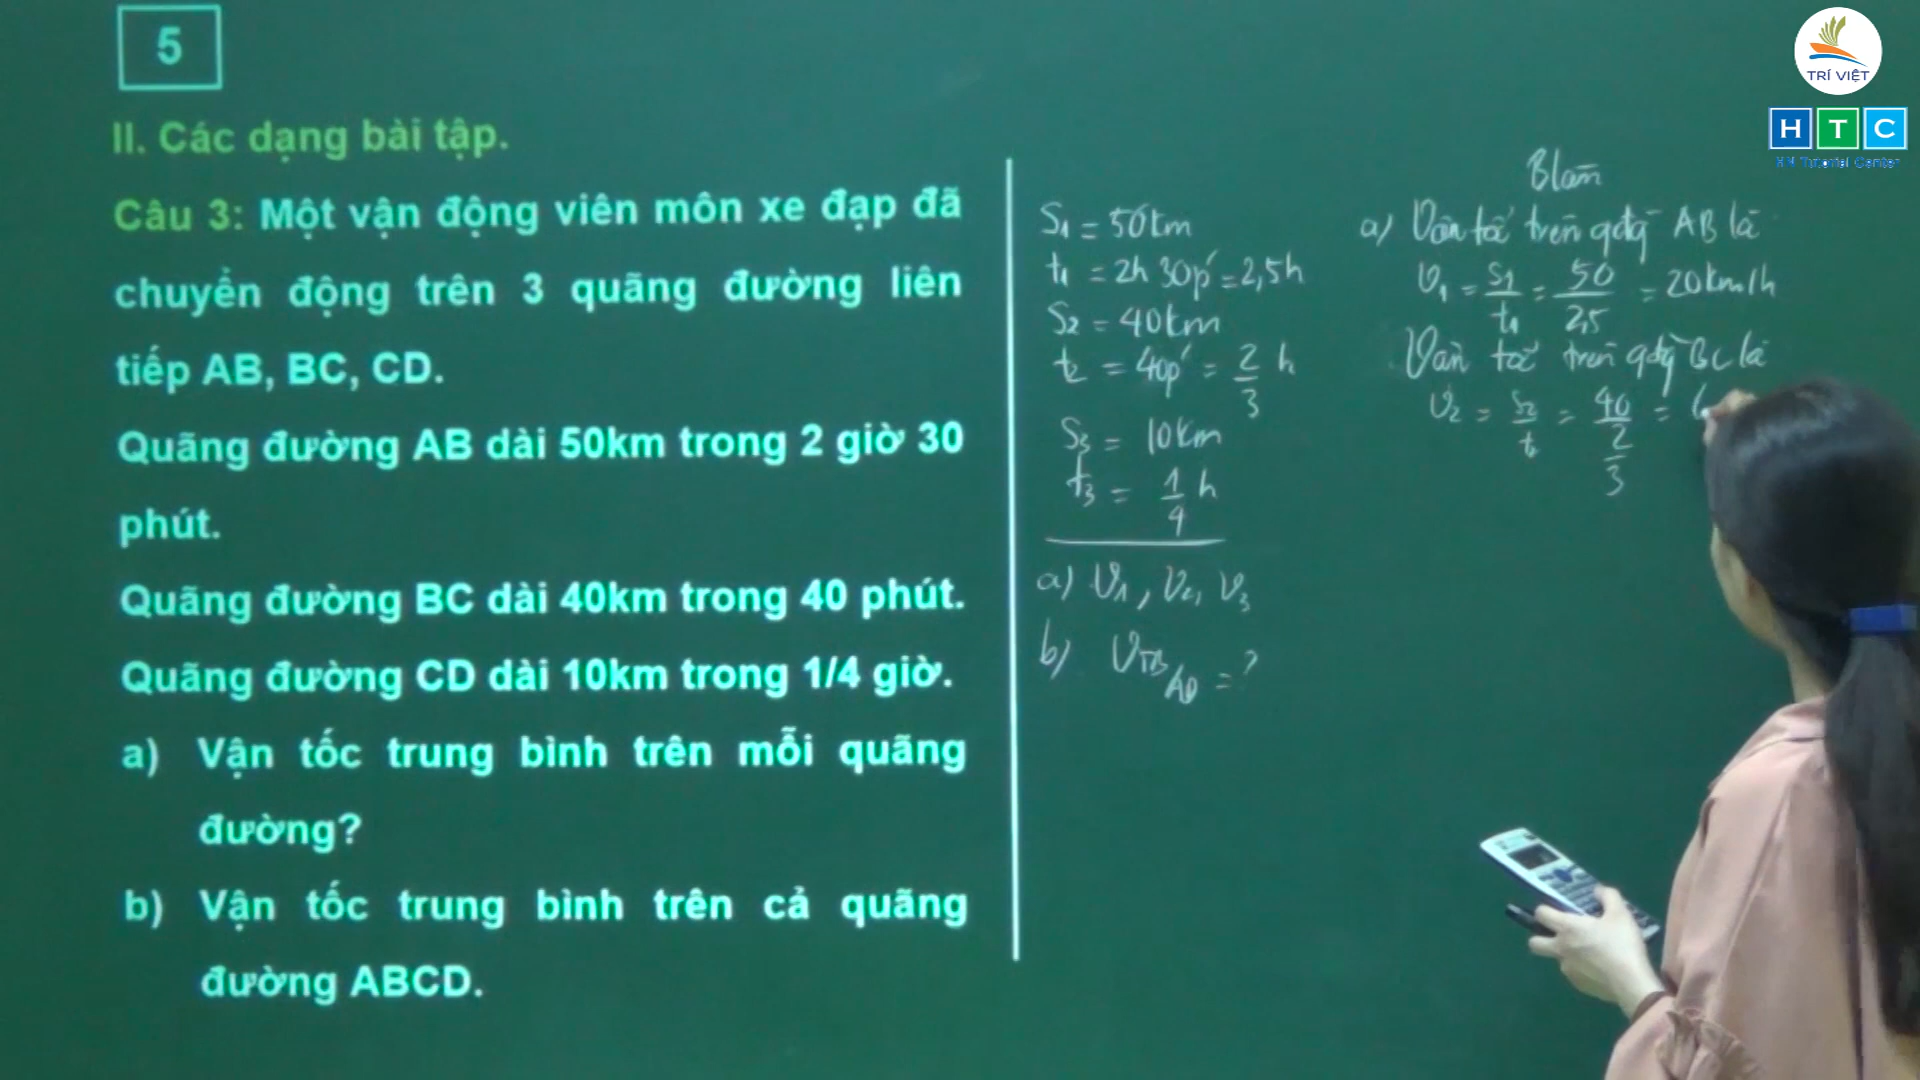 5
II. Các dạng bài tập.
Câu 3: Một vận động viên môn xe đạp đã
chuyển động trên 3 quãng đường liên
tiếp AB, BC, CD.
Quãng đường AB dài 50km trong 2 giờ 30
phút.
Quãng đường BC dài 40km trong 40 phút.
Quãng đường CD dài 10km trong 1/4 giờ.
a) Vận tốc trung bình trên mỗi quãng
đường?
b) Vận tốc trung bình trên cả quãng
đường ABCD.
S1 = 50km
t1 = 2h 30p' = 2,5h
S2 = 40km
t2 = 40p' = 2/3 h
S3 = 10km
t3 = 1/4 h
a) V1, V2, V3
b) VTB/AD = ?
Blàm
a) Vận tốc trên qđg AB là
V1 = S1/t1 = 50/2,5 = 20km/h
Vận tốc trên qđg BC là
V2 = S2/t2 = 40/(2/3) =
TRÍ VIỆT
HTC
HN Tutorial Center